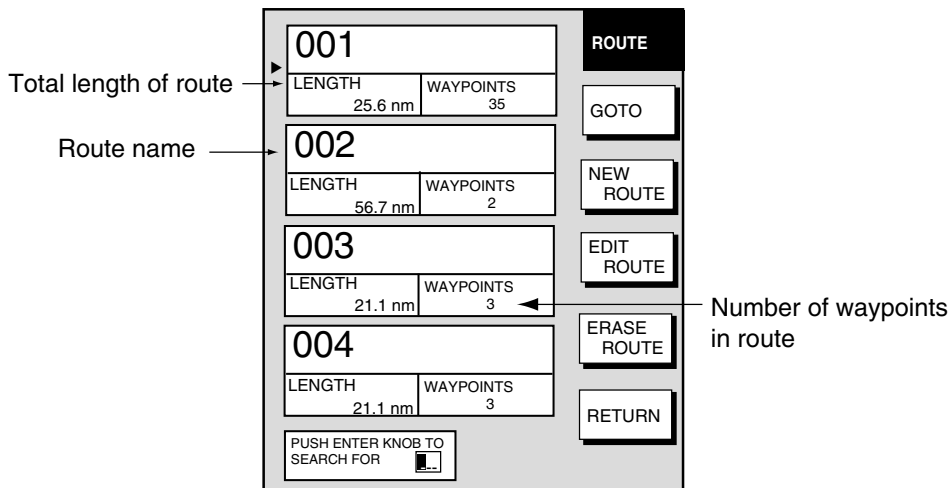 001
LENGTH
25.6 nm
WAYPOINTS
35
002
LENGTH
56.7 nm
WAYPOINTS
2
003
LENGTH
21.1 nm
WAYPOINTS
3
004
LENGTH
21.1 nm
WAYPOINTS
3
PUSH ENTER KNOB TO
SEARCH FOR _ _ _
ROUTE
GOTO
NEW
ROUTE
EDIT
ROUTE
ERASE
ROUTE
RETURN
Total length of route
Route name
Number of waypoints
in route